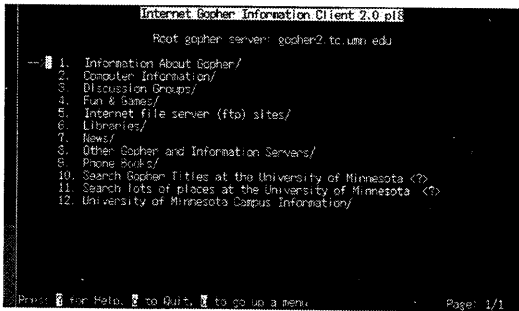 Internet Gopher Information Client 2.0 pl8
Root gopher server: gopher2.tc.umn.edu
--> 1. Information About Gopher/
2. Computer Information/
3. Discussion Groups/
4. Fun & Games/
5. Internet file server (ftp) sites/
6. Libraries/
7. News/
8. Other Gopher and Information Servers/
9. Phone Books/
10. Search Gopher Titles at the University of Minnesota <?>
11. Search lots of places at the University of Minnesota <?>
12. University of Minnesota Campus Information/
Press ? for Help, q to Quit, u to go up a menu Page: 1/1